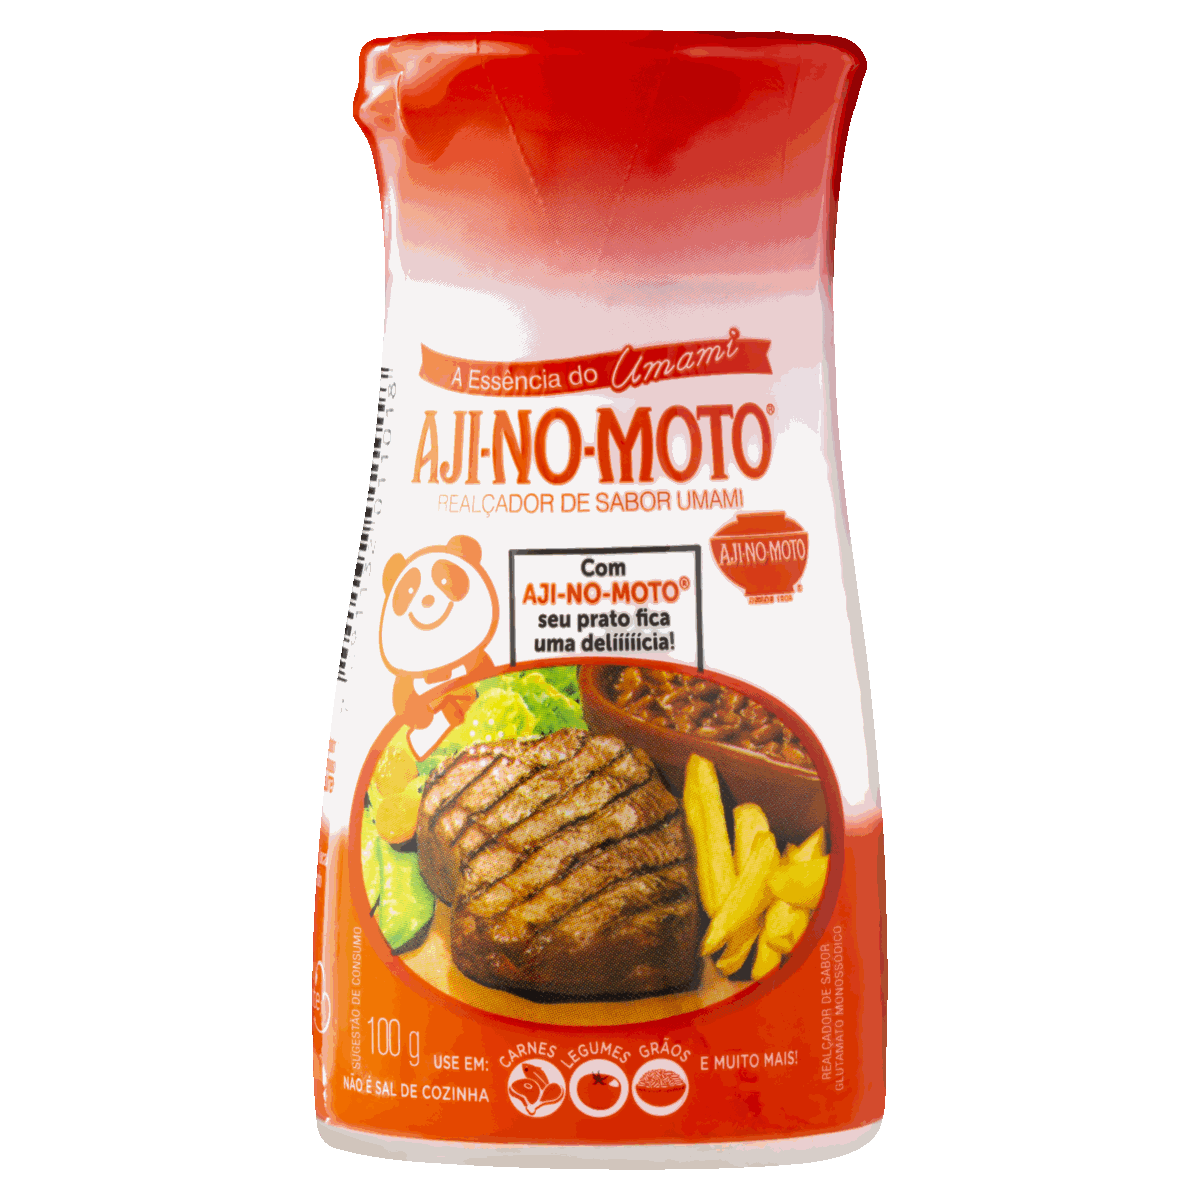 A Essência do Umami
AJI-NO-MOTO®
REALÇADOR DE SABOR UMAMI
AJI-NO-MOTO®
Com
AJI-NO-MOTO®
seu prato fica
uma delííííícia!
SUGESTÃO DE CONSUMO
100 g
USE EM:
CARNES
LEGUMES
GRÃOS
E MUITO MAIS!
NÃO É SAL DE COZINHA
REALÇADOR DE SABOR
GLUTAMATO MONOSSÓDICO